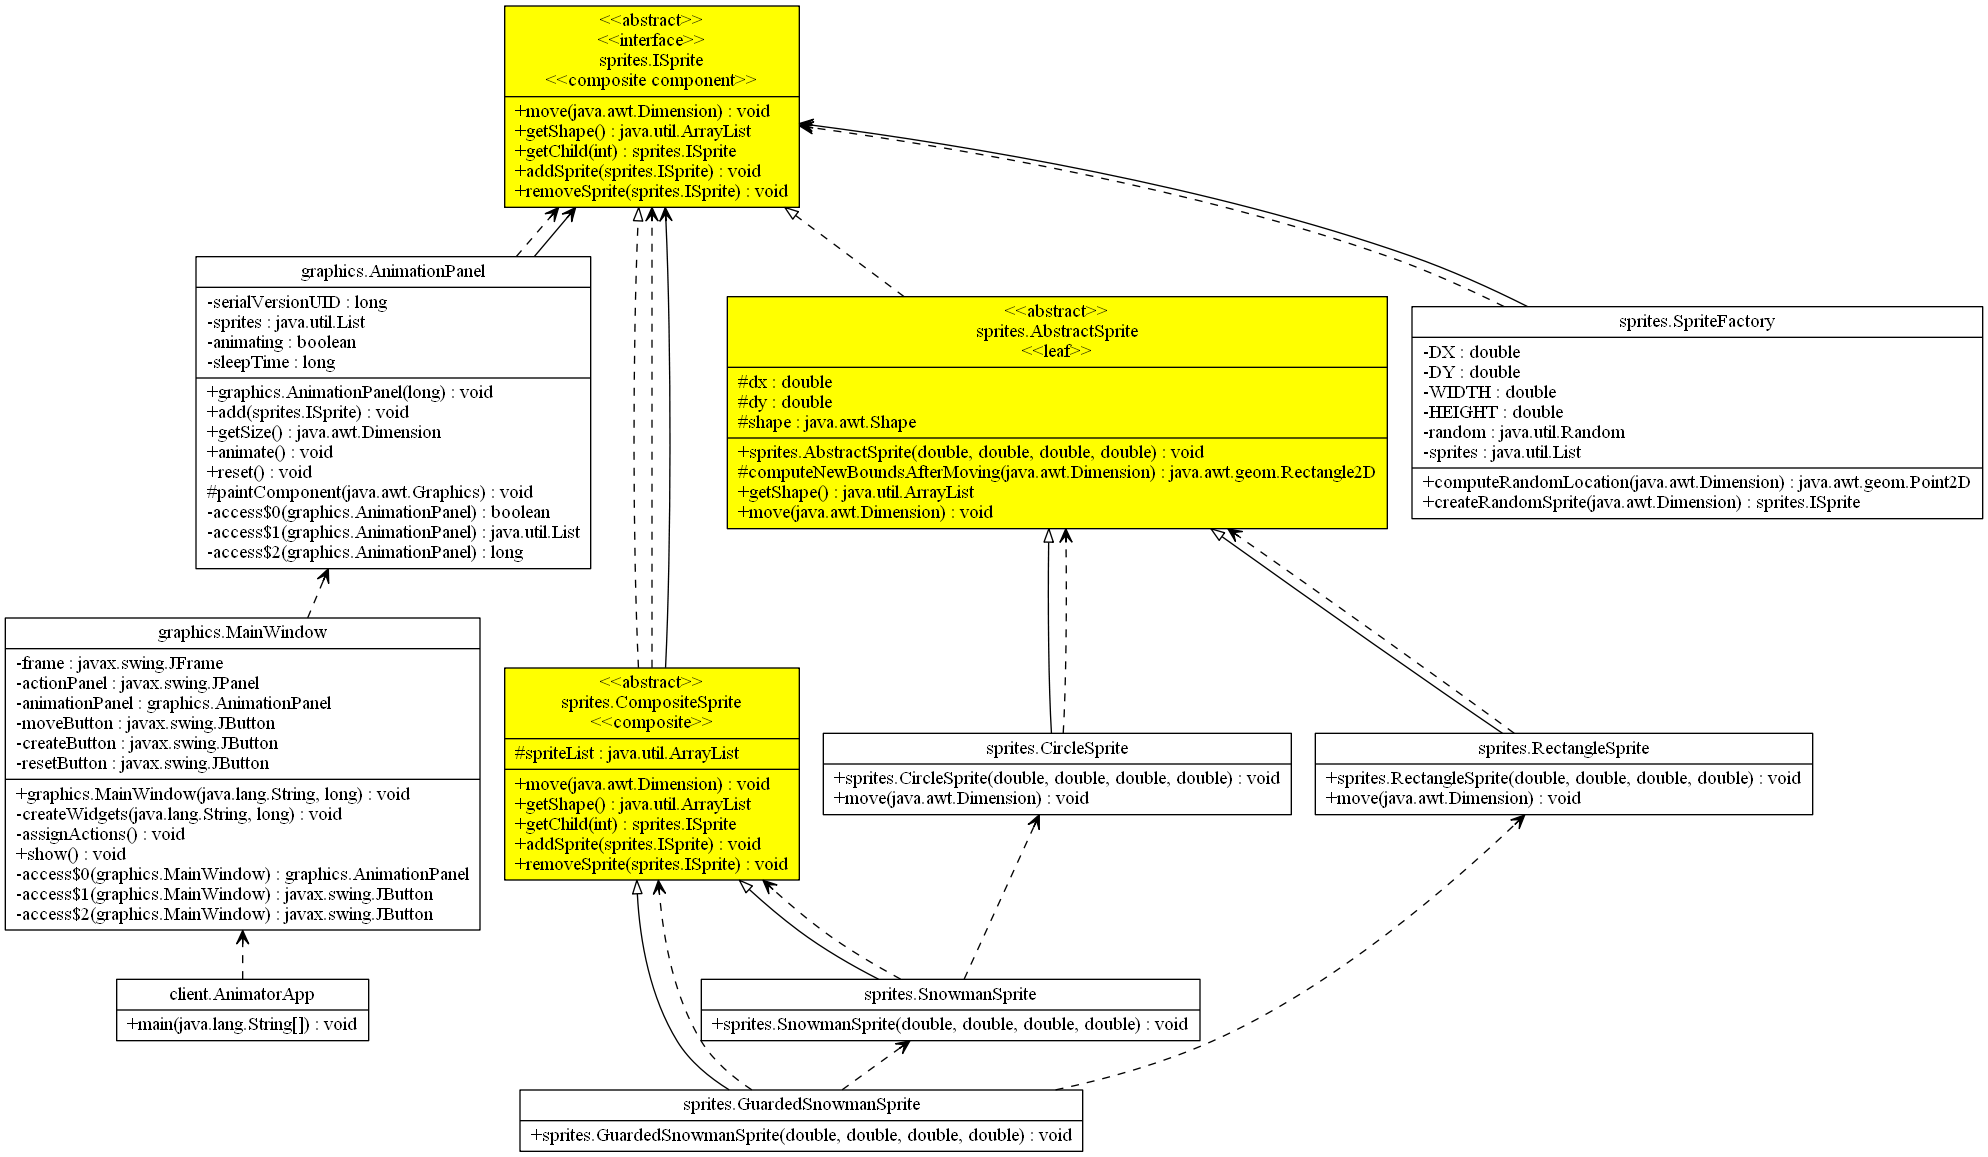 <<abstract>>
<<interface>>
sprites.ISprite
<<composite component>>
+move(java.awt.Dimension) : void
+getShape() : java.util.ArrayList
+getChild(int) : sprites.ISprite
+addSprite(sprites.ISprite) : void
+removeSprite(sprites.ISprite) : void
graphics.AnimationPanel
-serialVersionUID : long
-sprites : java.util.List
-animating : boolean
-sleepTime : long
+graphics.AnimationPanel(long) : void
+add(sprites.ISprite) : void
+getSize() : java.awt.Dimension
+animate() : void
+reset() : void
#paintComponent(java.awt.Graphics) : void
-access$0(graphics.AnimationPanel) : boolean
-access$1(graphics.AnimationPanel) : java.util.List
-access$2(graphics.AnimationPanel) : long
<<abstract>>
sprites.AbstractSprite
<<leaf>>
#dx : double
#dy : double
#shape : java.awt.Shape
+sprites.AbstractSprite(double, double, double, double) : void
#computeNewBoundsAfterMoving(java.awt.Dimension) : java.awt.geom.Rectangle2D
+getShape() : java.util.ArrayList
+move(java.awt.Dimension) : void
sprites.SpriteFactory
-DX : double
-DY : double
-WIDTH : double
-HEIGHT : double
-random : java.util.Random
-sprites : java.util.List
+computeRandomLocation(java.awt.Dimension) : java.awt.geom.Point2D
+createRandomSprite(java.awt.Dimension) : sprites.ISprite
graphics.MainWindow
-frame : javax.swing.JFrame
-actionPanel : javax.swing.JPanel
-animationPanel : graphics.AnimationPanel
-moveButton : javax.swing.JButton
-createButton : javax.swing.JButton
-resetButton : javax.swing.JButton
+graphics.MainWindow(java.lang.String, long) : void
-createWidgets(java.lang.String, long) : void
-assignActions() : void
+show() : void
-access$0(graphics.MainWindow) : graphics.AnimationPanel
-access$1(graphics.MainWindow) : javax.swing.JButton
-access$2(graphics.MainWindow) : javax.swing.JButton
<<abstract>>
sprites.CompositeSprite
<<composite>>
#spriteList : java.util.ArrayList
+move(java.awt.Dimension) : void
+getShape() : java.util.ArrayList
+getChild(int) : sprites.ISprite
+addSprite(sprites.ISprite) : void
+removeSprite(sprites.ISprite) : void
sprites.CircleSprite
+sprites.CircleSprite(double, double, double, double) : void
+move(java.awt.Dimension) : void
sprites.RectangleSprite
+sprites.RectangleSprite(double, double, double, double) : void
+move(java.awt.Dimension) : void
client.AnimatorApp
+main(java.lang.String[]) : void
sprites.SnowmanSprite
+sprites.SnowmanSprite(double, double, double, double) : void
sprites.GuardedSnowmanSprite
+sprites.GuardedSnowmanSprite(double, double, double, double) : void